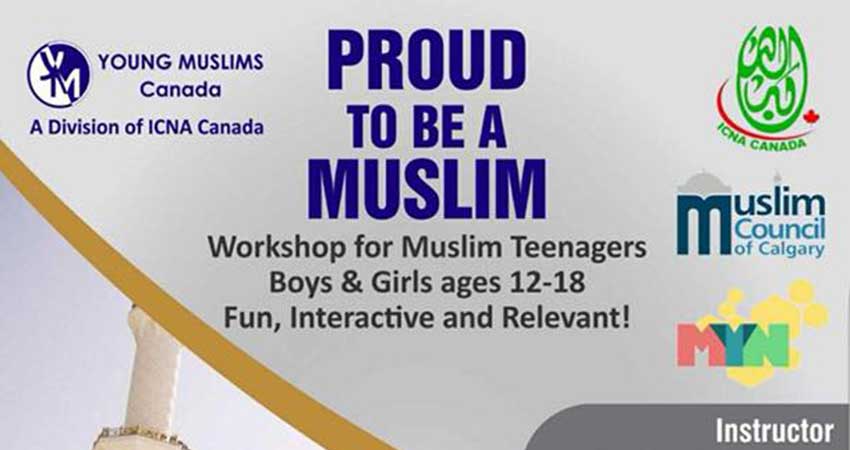 YM
YOUNG MUSLIMS
Canada
A Division of ICNA Canada
PROUD
TO BE A
MUSLIM
Workshop for Muslim Teenagers
Boys & Girls ages 12-18
Fun, Interactive and Relevant!
ICNA CANADA
Muslim
Council
of Calgary
MYN
Instructor